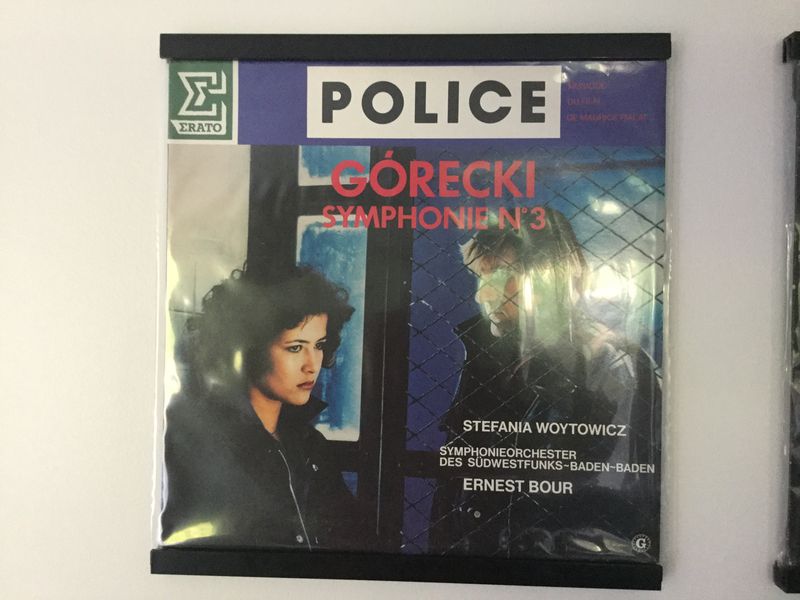 ERATO
POLICE
MUSIQUE
DU FILM
DE MAURICE PIALAT
GÓRECKI
SYMPHONIE N°3
STEFANIA WOYTOWICZ
SYMPHONIEORCHESTER
DES SÜDWESTFUNKS-BADEN-BADEN
ERNEST BOUR
G